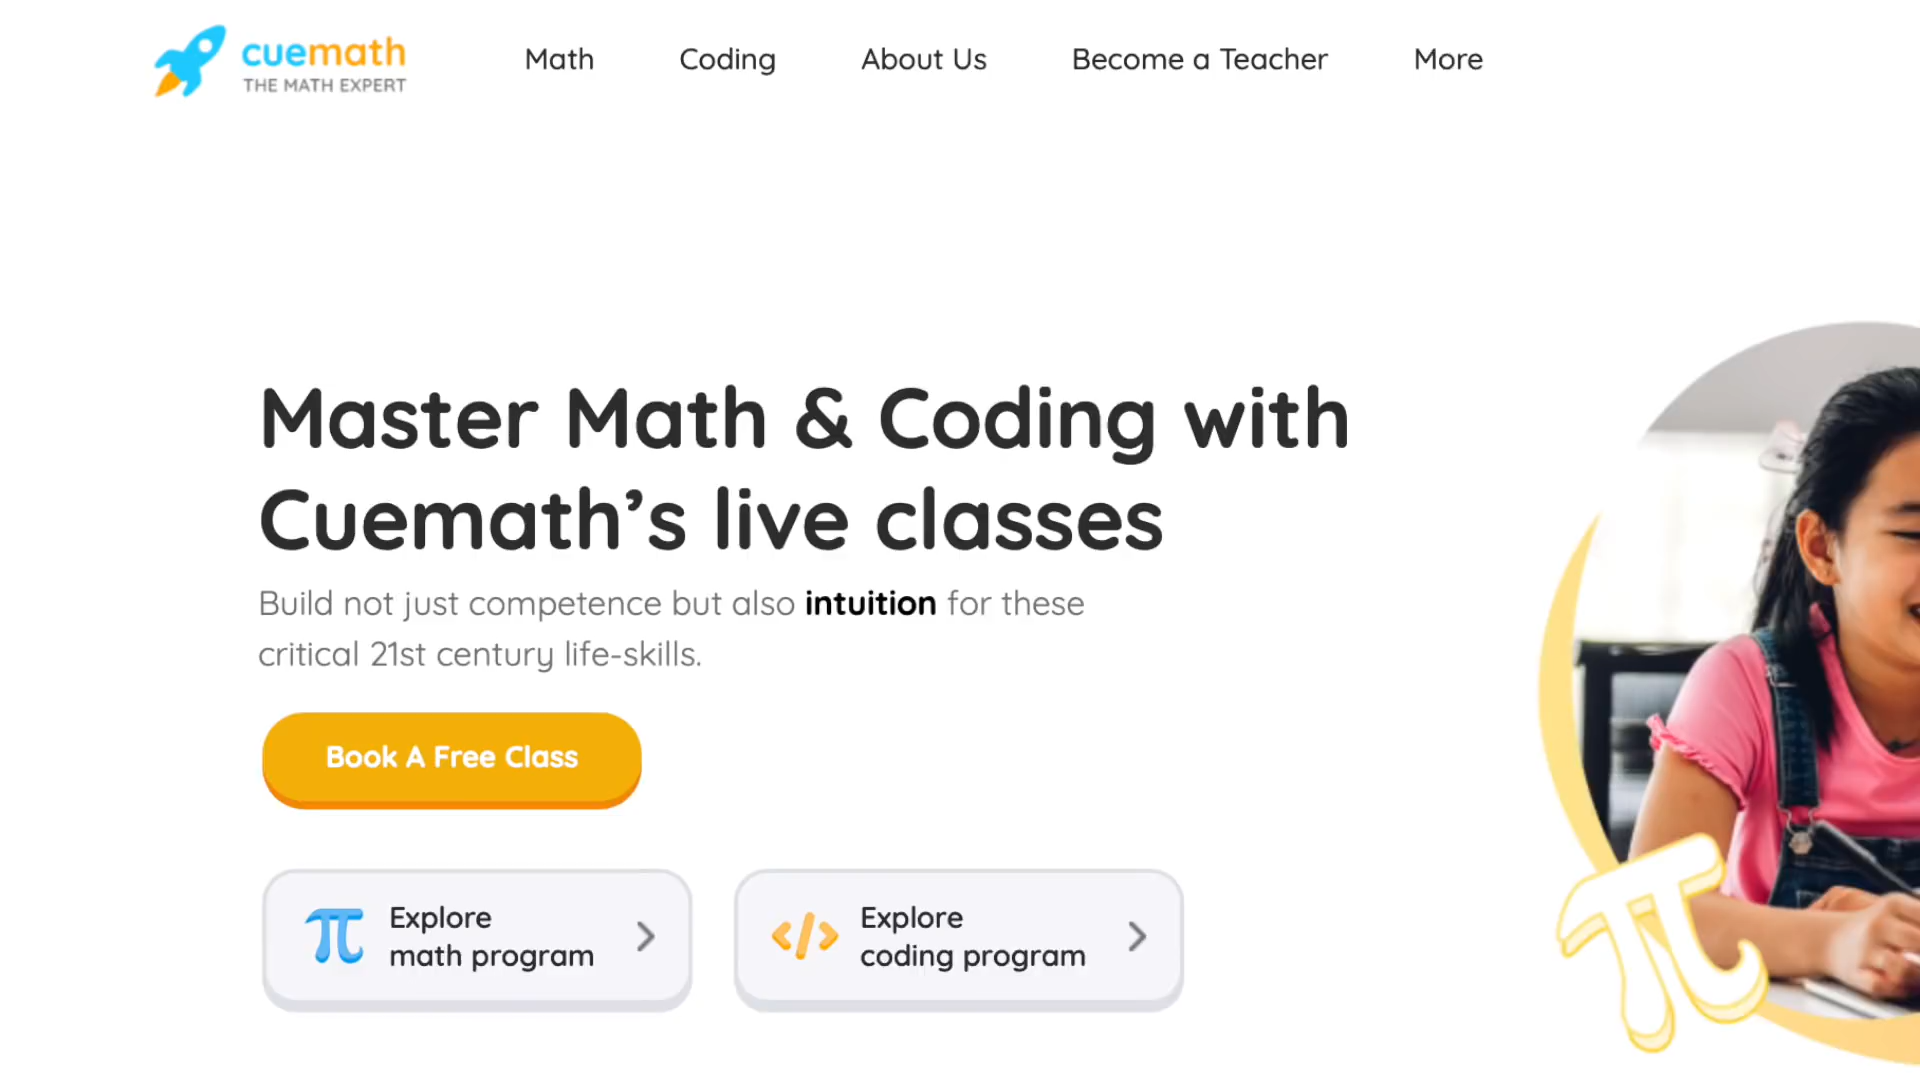 cuemath
THE MATH EXPERT
Math
Coding
About Us
Become a Teacher
More
Master Math & Coding with
Cuemath’s live classes
Build not just competence but also intuition for these
critical 21st century life-skills.
Book A Free Class
Explore
math program
Explore
coding program